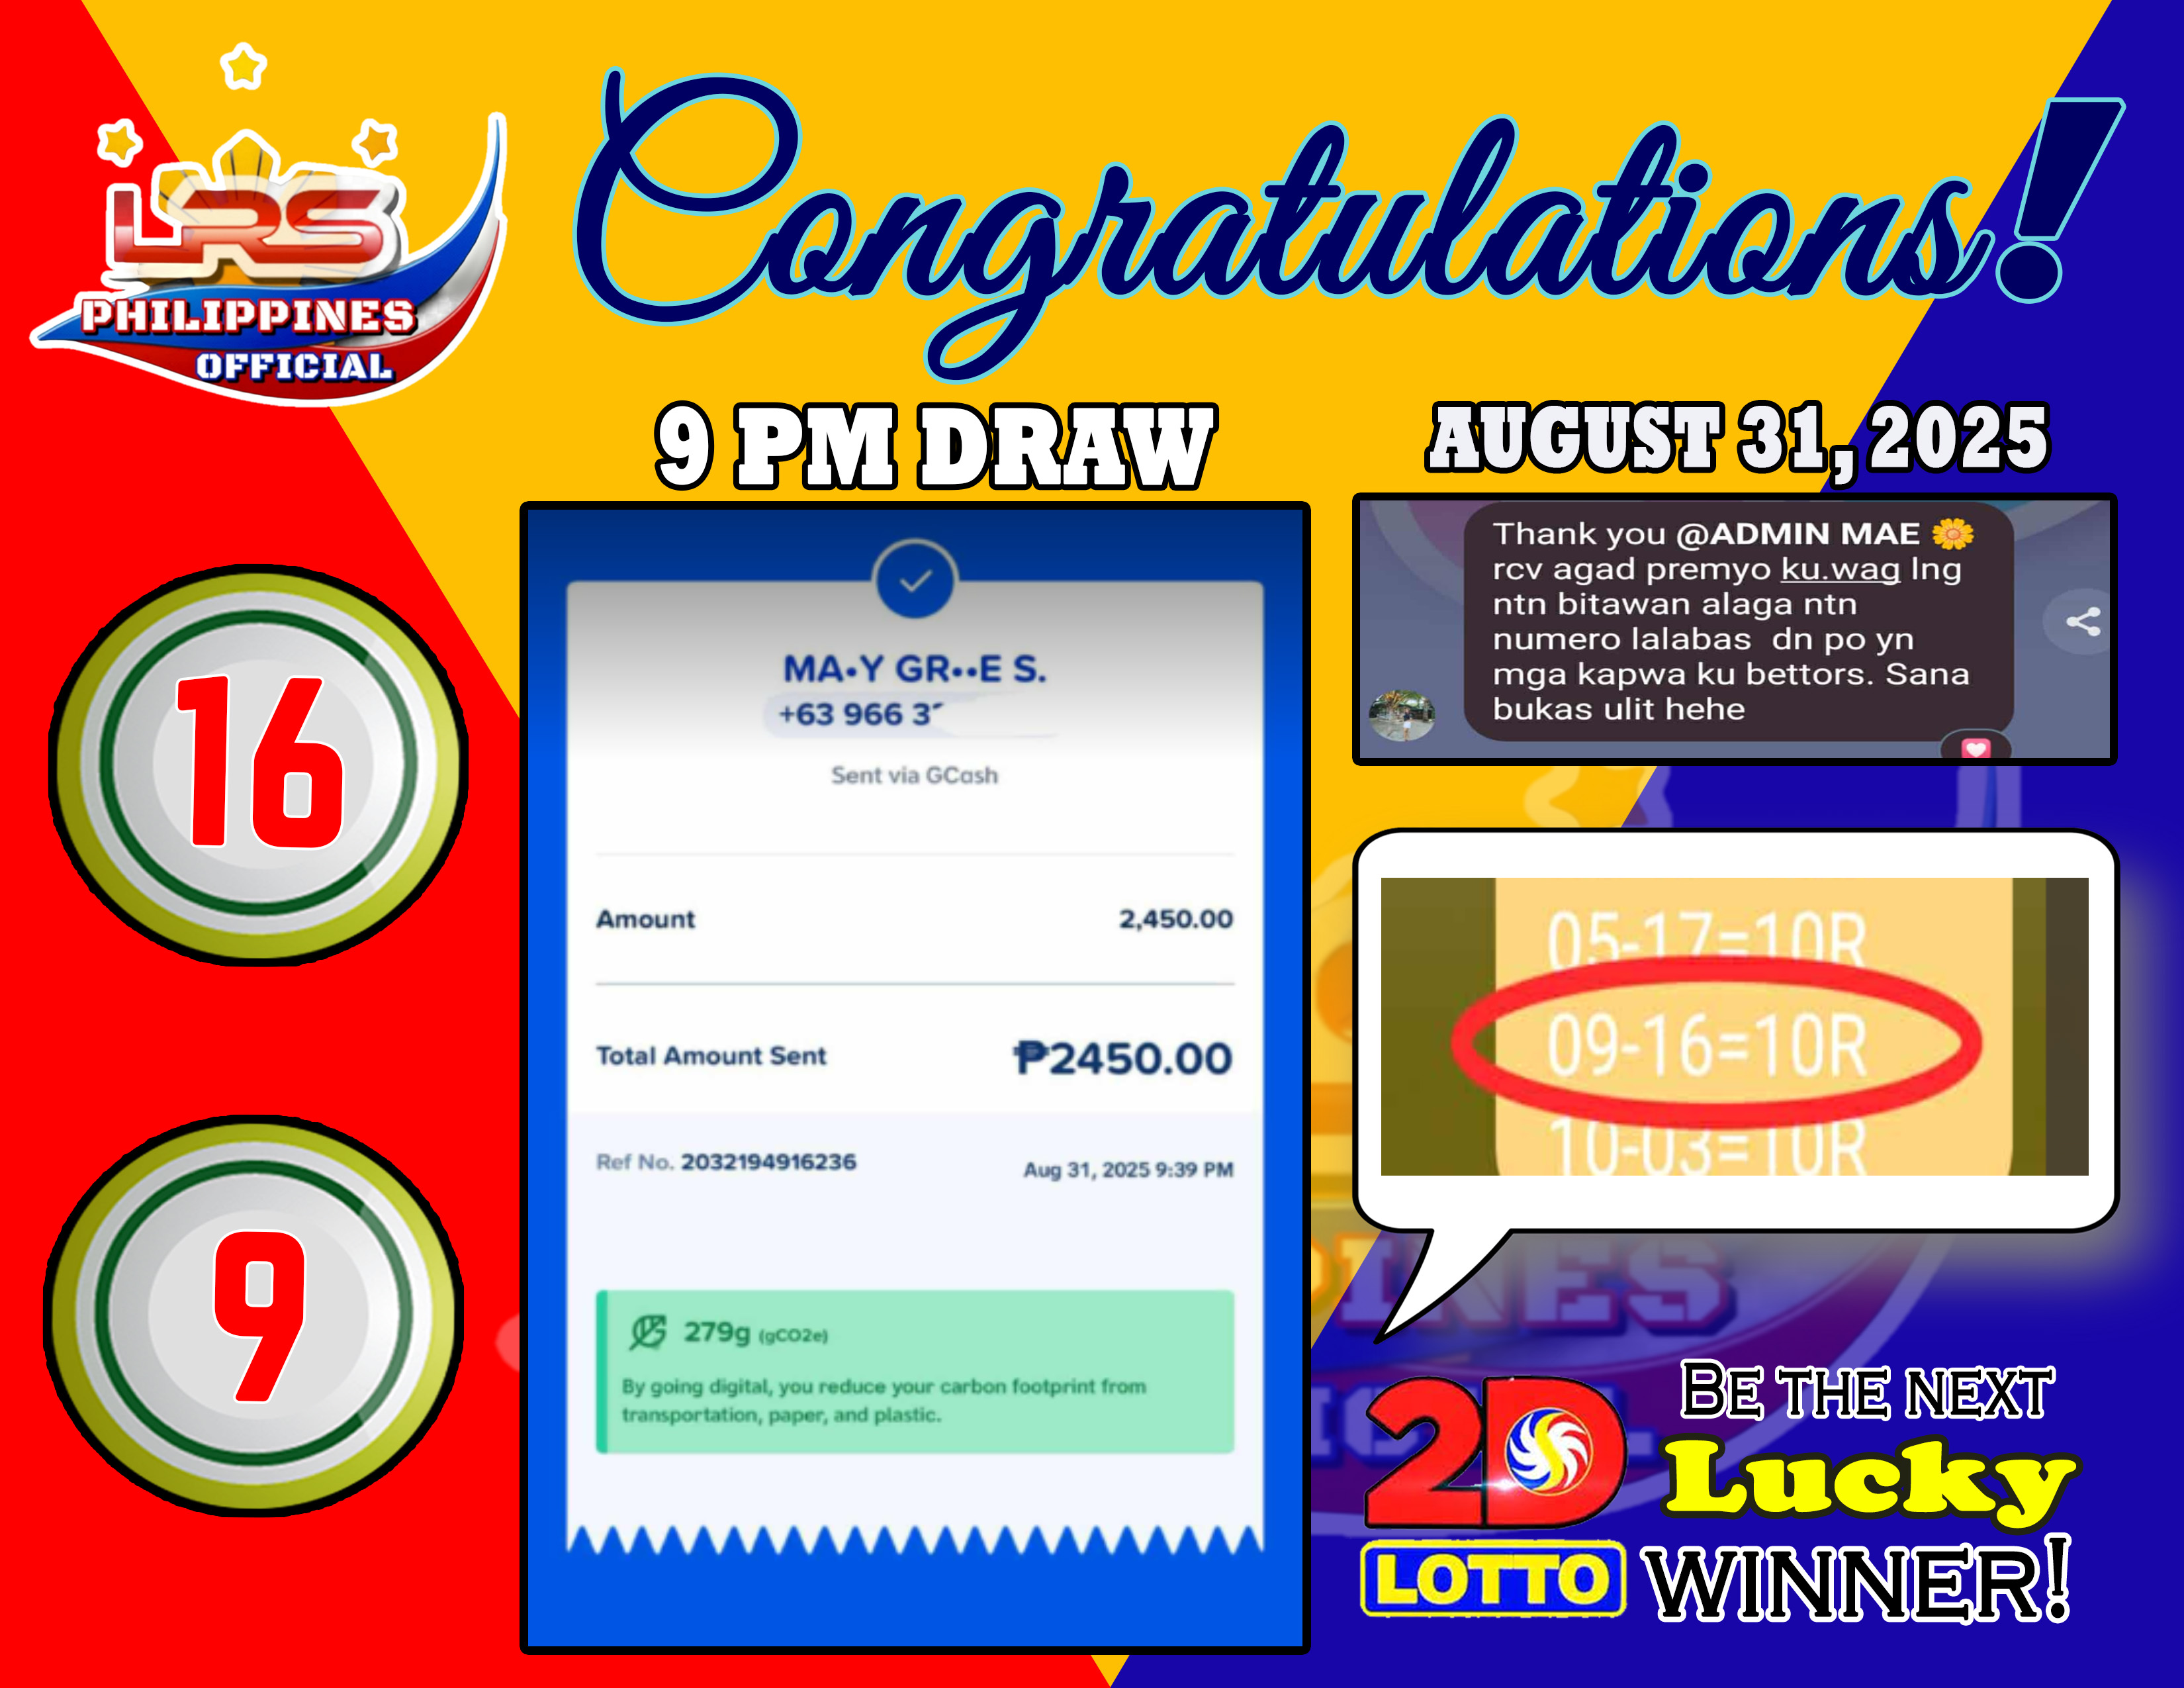 LRS
PHILIPPINES
OFFICIAL
Congratulations!
9 PM DRAW
AUGUST 31, 2025
16
9
MA•Y GR••E S.
+63 966 3
Sent via GCash
Amount 2,450.00
Total Amount Sent ₱2450.00
Ref No. 2032194916236 Aug 31, 2025 9:39 PM
279g (gCO2e)
By going digital, you reduce your carbon footprint from
transportation, paper, and plastic.
Thank you @ADMIN MAE 🌼
rcv agad premyo ku.wag lng
ntn bitawan alaga ntn
numero lalabas dn po yn
mga kapwa ku bettors. Sana
bukas ulit hehe
05-17=10R
09-16=10R
10-03=10R
2D
LOTTO
BE THE NEXT
Lucky
WINNER!